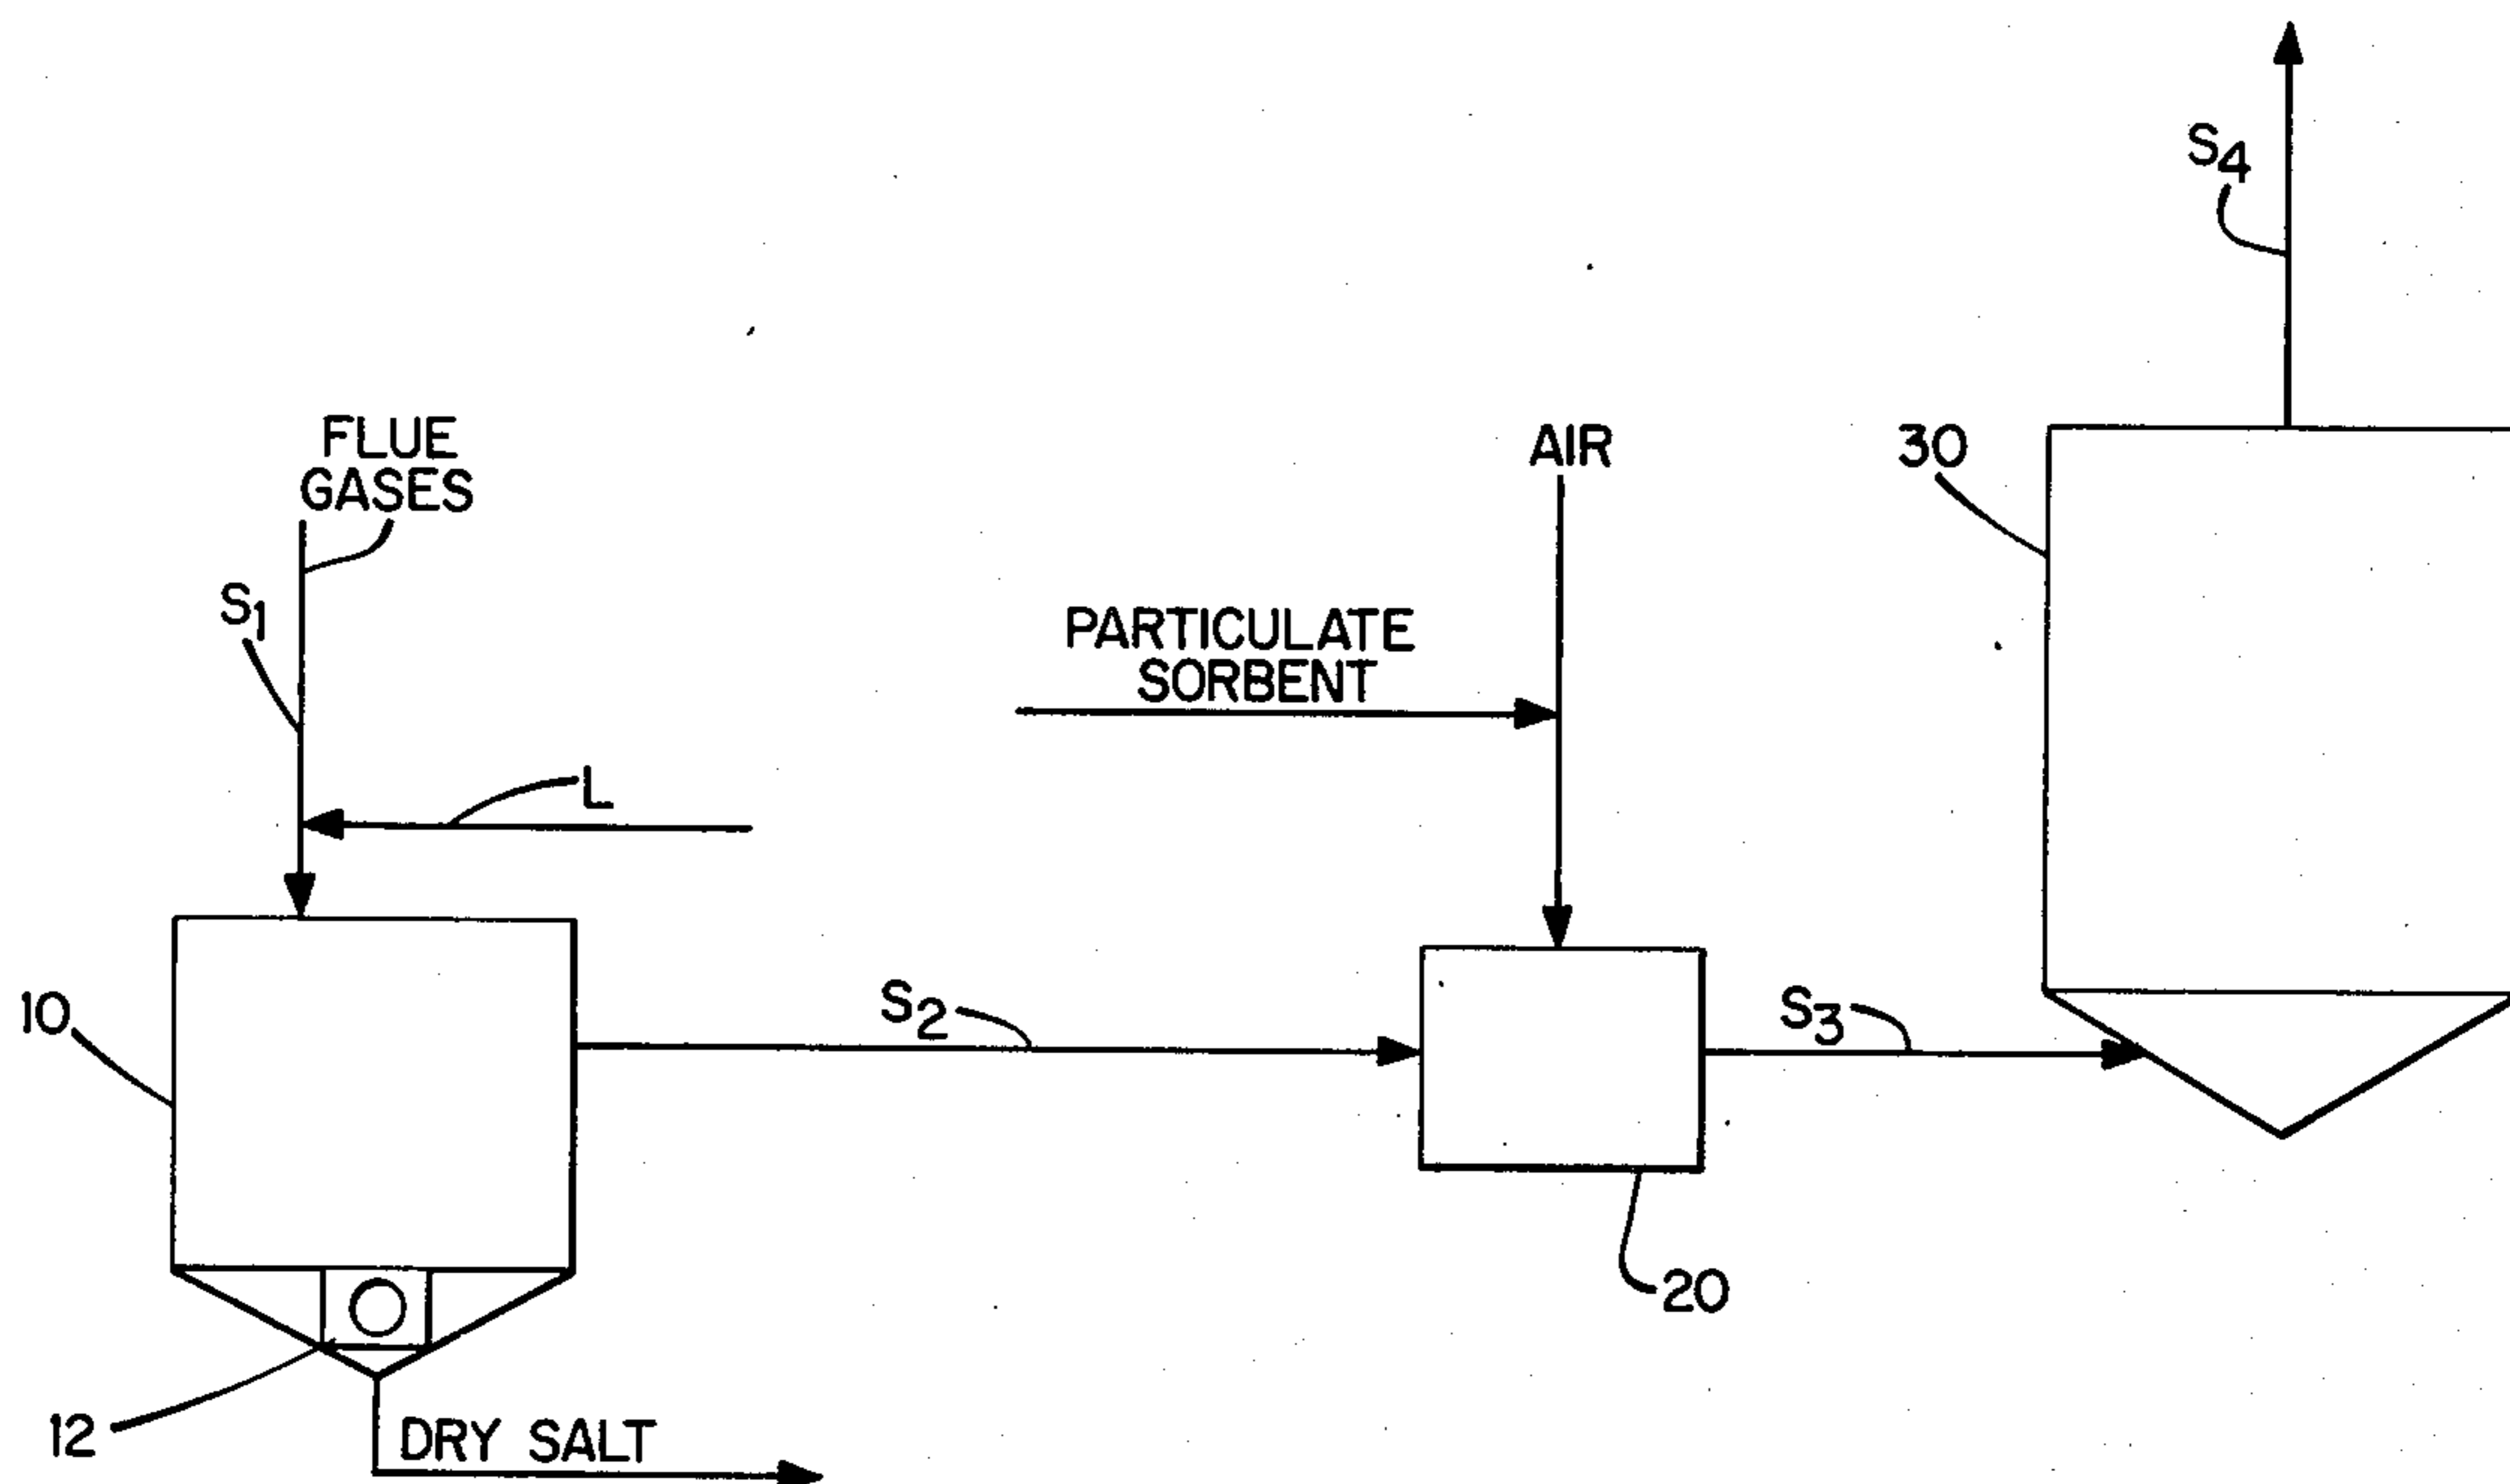 S4
FLUE
GASES
AIR
30
S1
PARTICULATE
SORBENT
L
10
S2
S3
20
12
DRY SALT